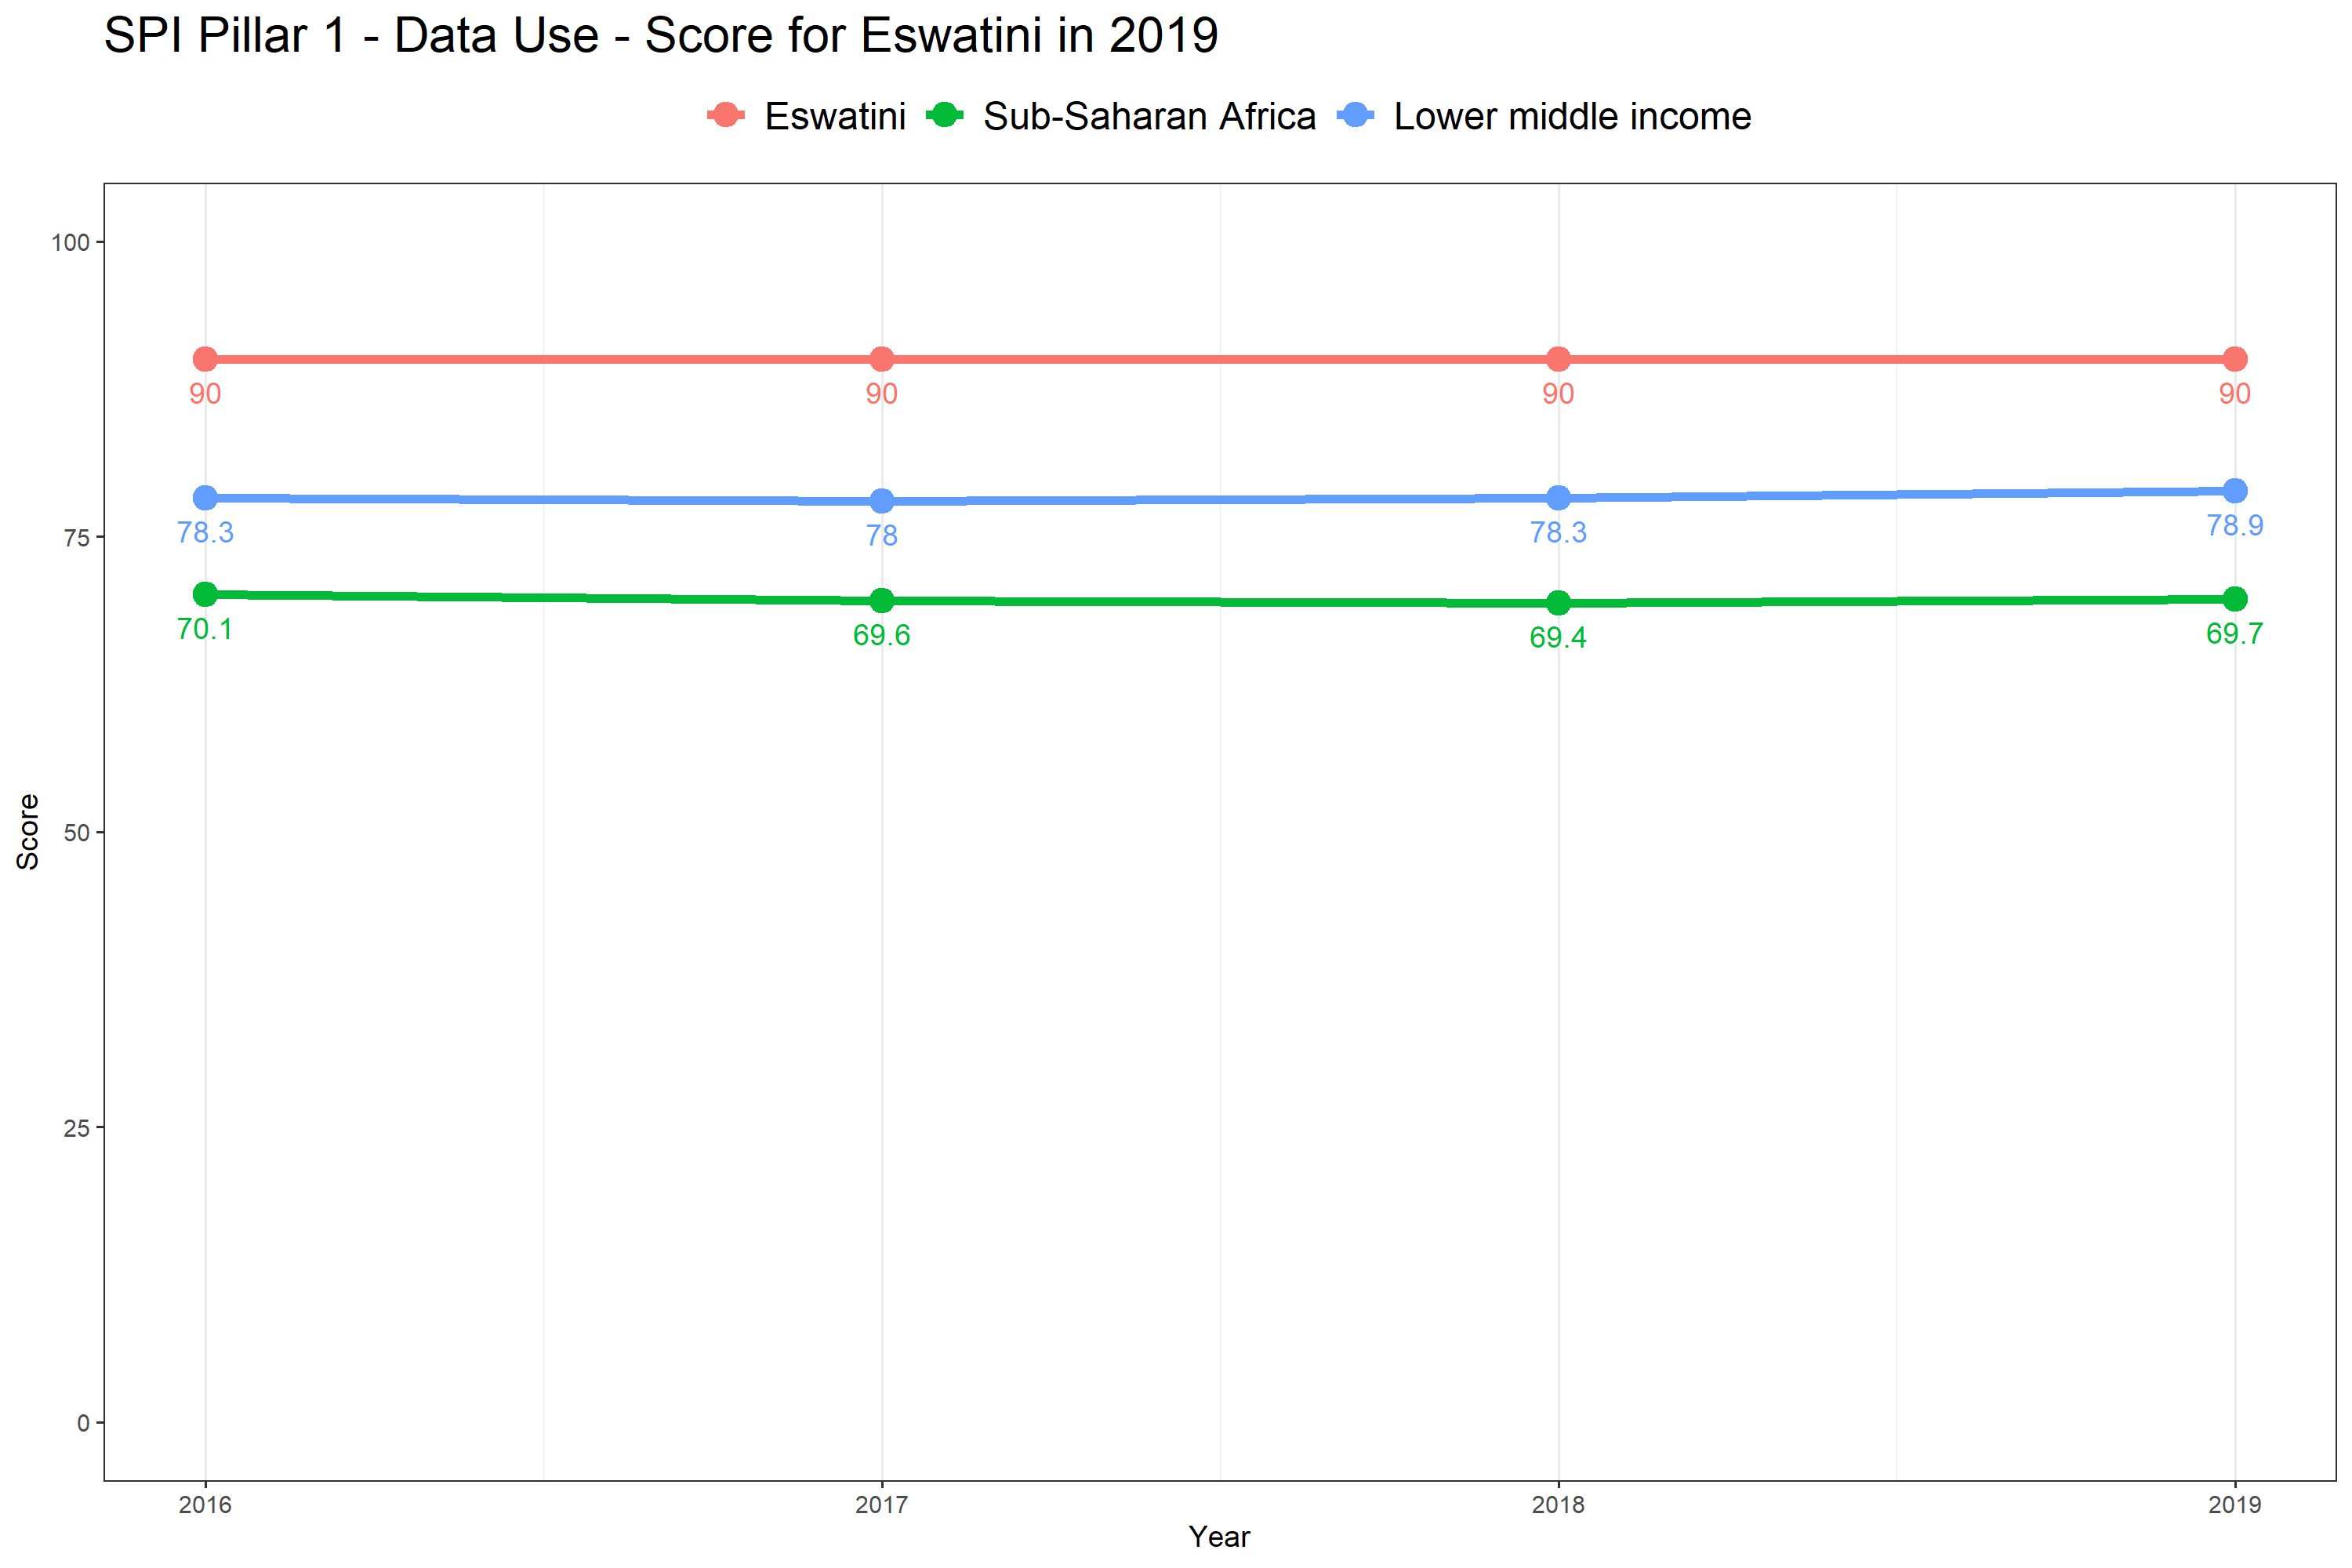 SPI Pillar 1 - Data Use - Score for Eswatini in 2019
Eswatini Sub-Saharan Africa Lower middle income
100
90 90 90 90
78.3 78 78.3 78.9
75
70.1 69.6 69.4 69.7
Score
50
25
0
2016 2017 2018 2019
Year